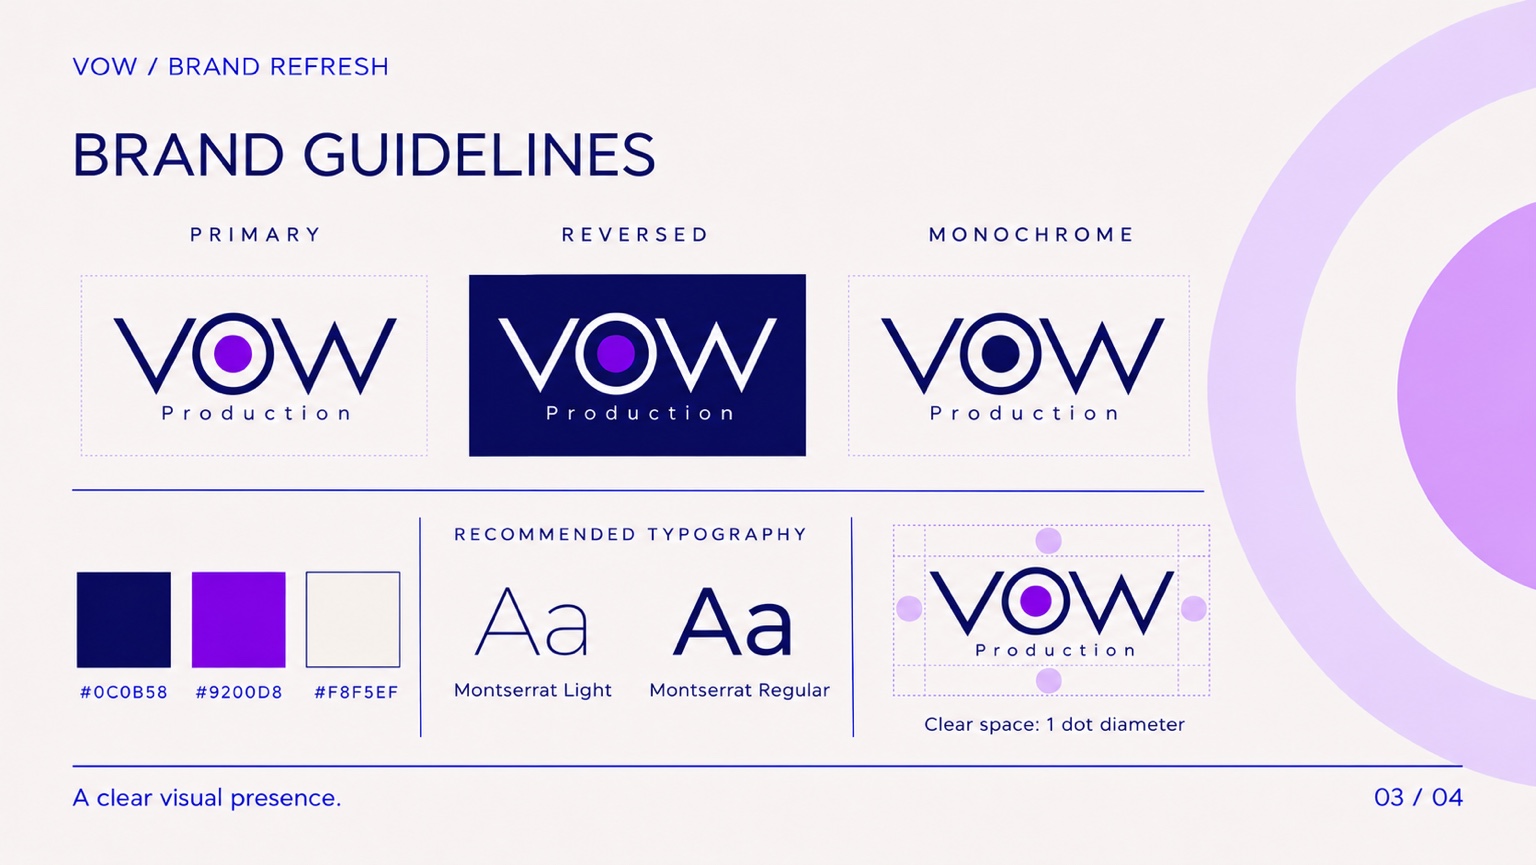 VOW / BRAND REFRESH
BRAND GUIDELINES
PRIMARY
REVERSED
MONOCHROME
VOW
Production
VOW
Production
VOW
Production
#0C0B58
#9200D8
#F8F5EF
RECOMMENDED TYPOGRAPHY
Aa
Aa
Montserrat Light
Montserrat Regular
VOW
Production
Clear space: 1 dot diameter
A clear visual presence.
03 / 04